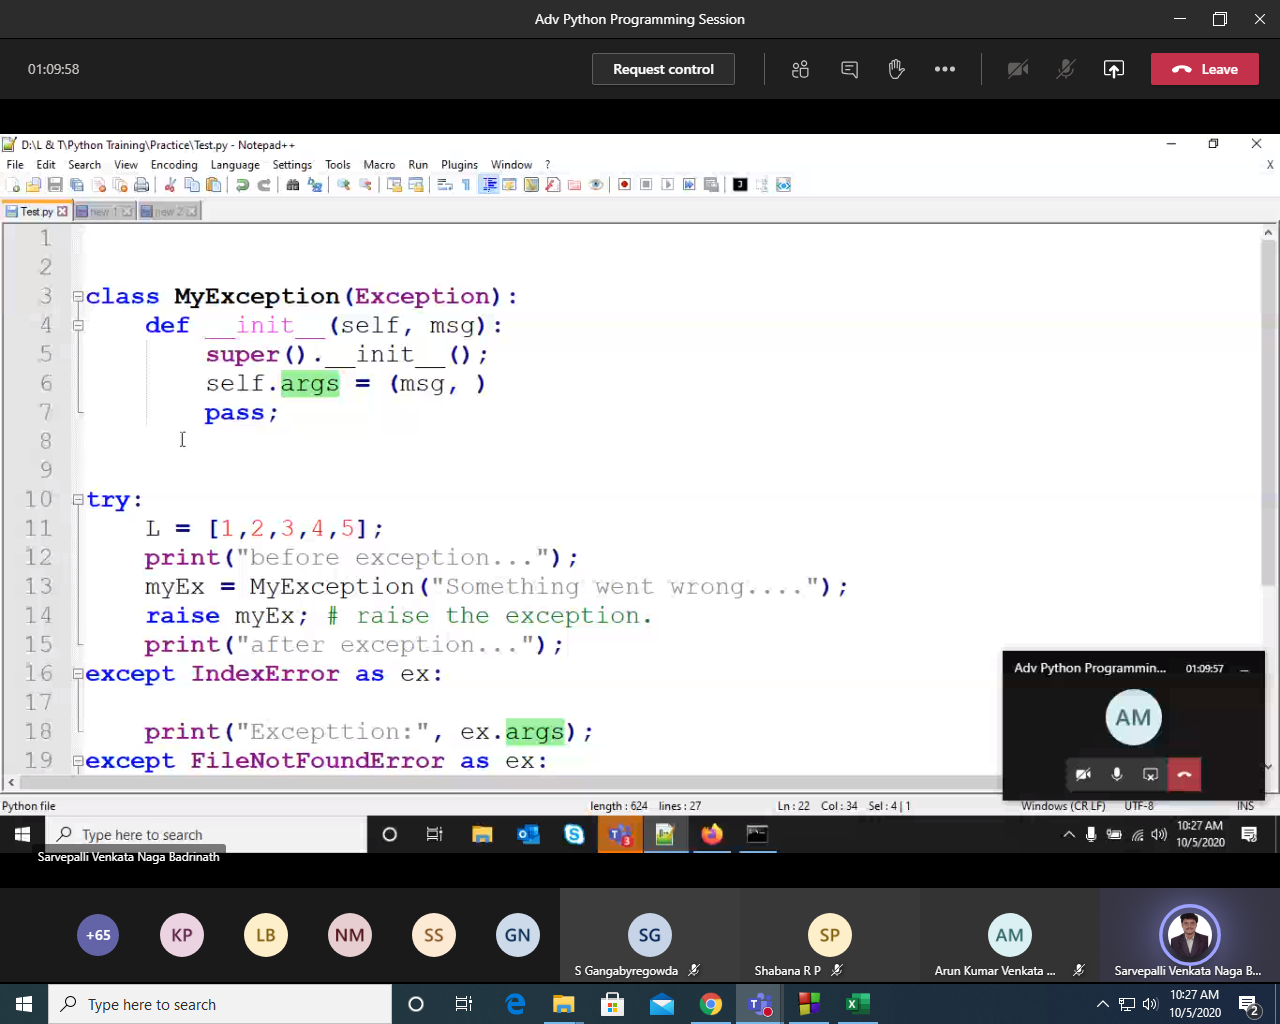 Adv Python Programming Session
01:09:58
Request control
Leave
D:\L & T\Python Training\Practice\Test.py - Notepad++
File Edit Search View Encoding Language Settings Tools Macro Run Plugins Window ?
X
Test.py new 1 new 2
1
2
3 class MyException(Exception):
4 def __init__(self, msg):
5 super().__init__();
6 self.args = (msg, )
7 pass;
8
9
10 try:
11 L = [1,2,3,4,5];
12 print("before exception...");
13 myEx = MyException("Something went wrong....");
14 raise myEx; # raise the exception.
15 print("after exception...");
16 except IndexError as ex:
17
18 print("Excepttion:", ex.args);
19 except FileNotFoundError as ex:
Adv Python Programmin... 01:09:57
AM
Python file length : 624 lines : 27 Ln : 22 Col : 34 Sel : 4 | 1 Windows (CR LF) UTF-8 INS
Type here to search
3
10:27 AM
10/5/2020
Sarvepalli Venkata Naga Badrinath
+65 KP LB NM SS GN SG SP AM
S Gangabyregowda Shabana R P Arun Kumar Venkata ... Sarvepalli Venkata Naga B...
Type here to search
10:27 AM
10/5/2020
2